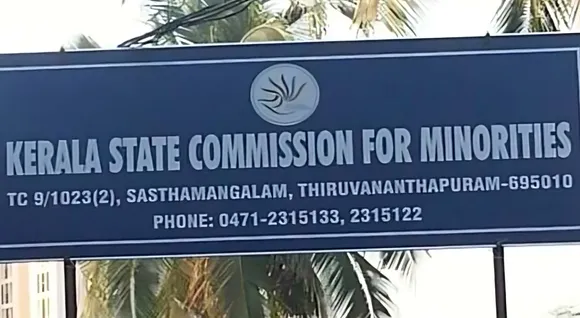 KERALA STATE COMMISSION FOR MINORITIES
TC 9/1023(2), SASTHAMANGALAM, THIRUVANANTHAPURAM-695010
PHONE: 0471-2315133, 2315122